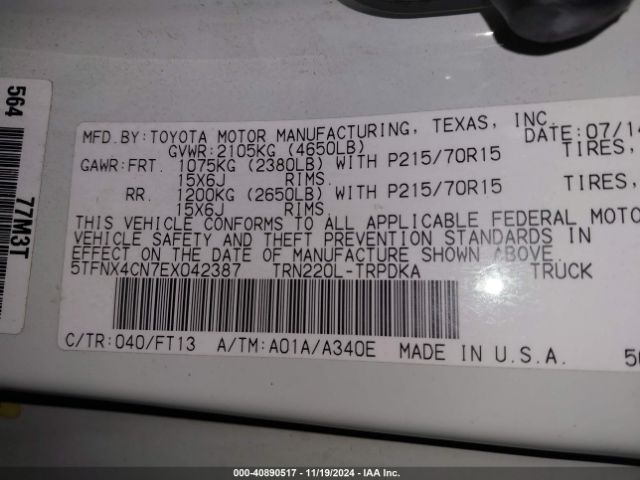 MFD.BY:TOYOTA MOTOR MANUFACTURING, TEXAS, INC.
GVWR:2105KG (4650LB) DATE:07/14
GAWR:FRT. 1075KG (2380LB) WITH P215/70R15 TIRES,
15X6J RIMS.
RR. 1200KG (2650LB) WITH P215/70R15 TIRES,
15X6J RIMS.
THIS VEHICLE CONFORMS TO ALL APPLICABLE FEDERAL MOTO
VEHICLE SAFETY AND THEFT PREVENTION STANDARDS IN
EFFECT ON THE DATE OF MANUFACTURE SHOWN ABOVE.
5TFNX4CN7EX042387 TRN220L-TRPDKA TRUCK
C/TR:040/FT13 A/TM:A01A/A340E MADE IN U.S.A.
564
77M3T
000-40890517 - 11/19/2024 - IAA Inc.